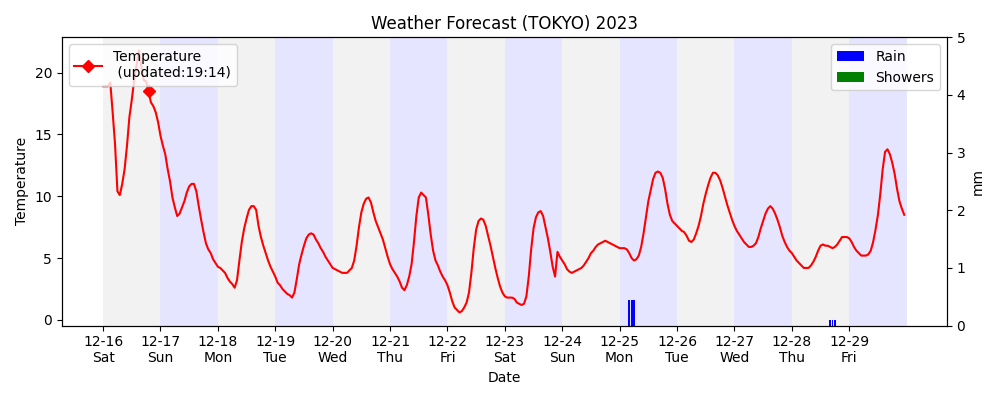 Weather Forecast (TOKYO) 2023
Temperature
(updated:19:14)
Rain
Showers
Temperature
20
15
10
5
0
5
4
3
2
1
0
mm
12-16 12-17 12-18 12-19 12-20 12-21 12-22 12-23 12-24 12-25 12-26 12-27 12-28 12-29
Sat Sun Mon Tue Wed Thu Fri Sat Sun Mon Tue Wed Thu Fri
Date